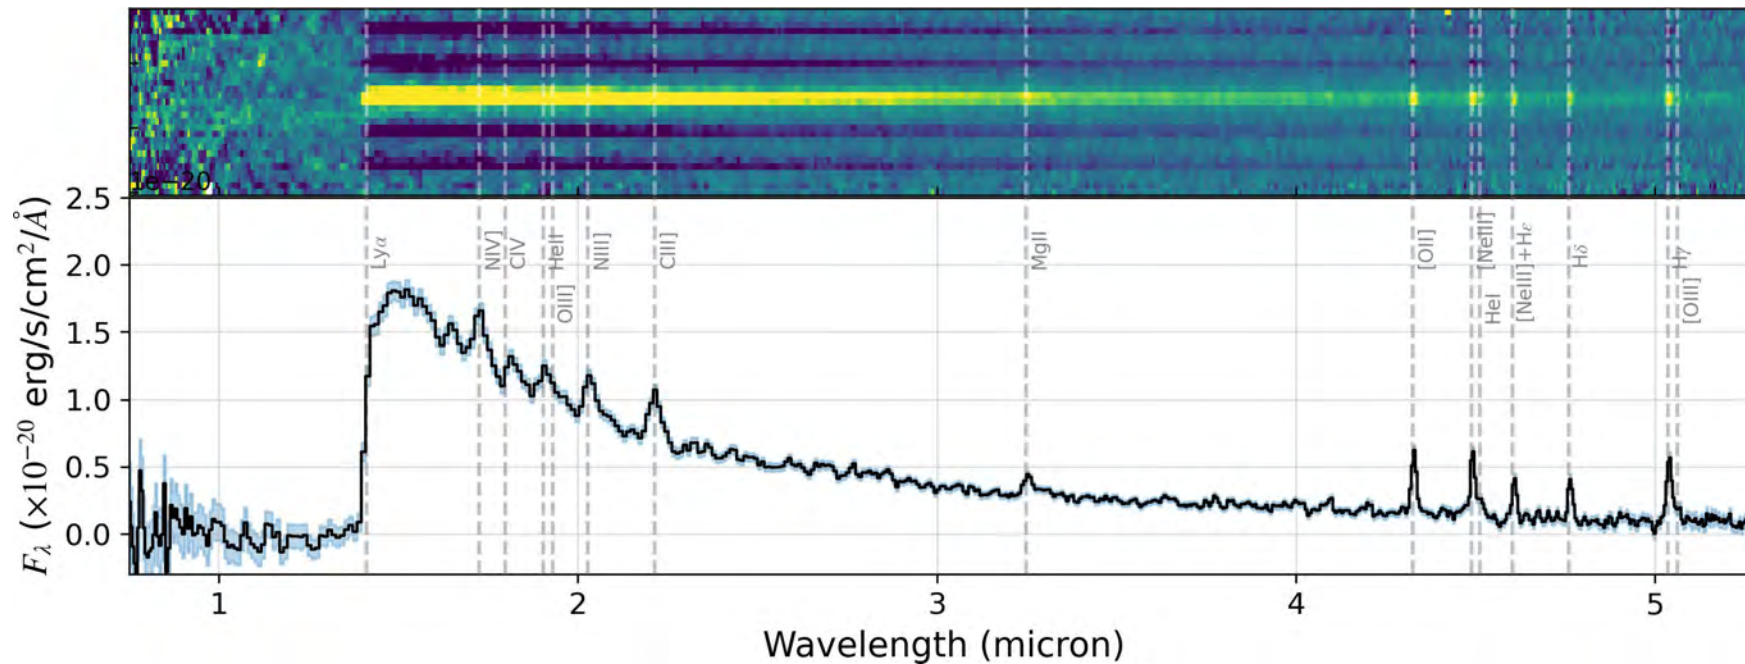 1e−20
2.5
2.0
1.5
1.0
0.5
0.0
Fλ (×10−20 erg/s/cm2/Å)
Lyα
NIV]
CIV
HeII
OIII]
NIII]
CIII]
MgII
[OII]
[NeIII]
HeI
[NeIII]+Hε
Hδ
Hγ
[OIII]
1 2 3 4 5
Wavelength (micron)